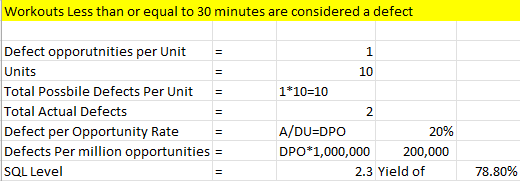 Workouts Less than or equal to 30 minutes are considered a defect
Defect opporutnities per Unit = 1
Units = 10
Total Possbile Defects Per Unit = 1*10=10
Total Actual Defects = 2
Defect per Opportunity Rate = A/DU=DPO 20%
Defects Per million opportunities = DPO*1,000,000 200,000
SQL Level = 2.3 Yield of 78.80%